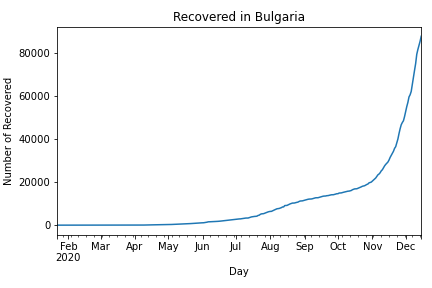 Recovered in Bulgaria
Number of Recovered
80000
60000
40000
20000
0
Feb Mar Apr May Jun Jul Aug Sep Oct Nov Dec
2020
Day